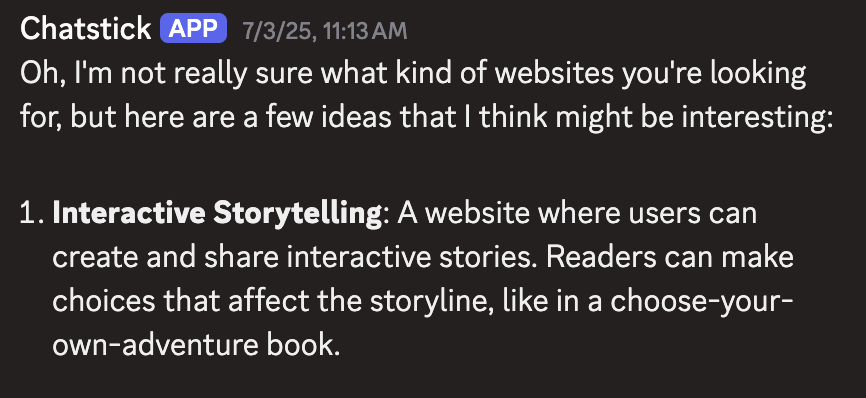 Chatstick APP 7/3/25, 11:13 AM
Oh, I'm not really sure what kind of websites you're looking
for, but here are a few ideas that I think might be interesting:
1. Interactive Storytelling: A website where users can
create and share interactive stories. Readers can make
choices that affect the storyline, like in a choose-your-
own-adventure book.